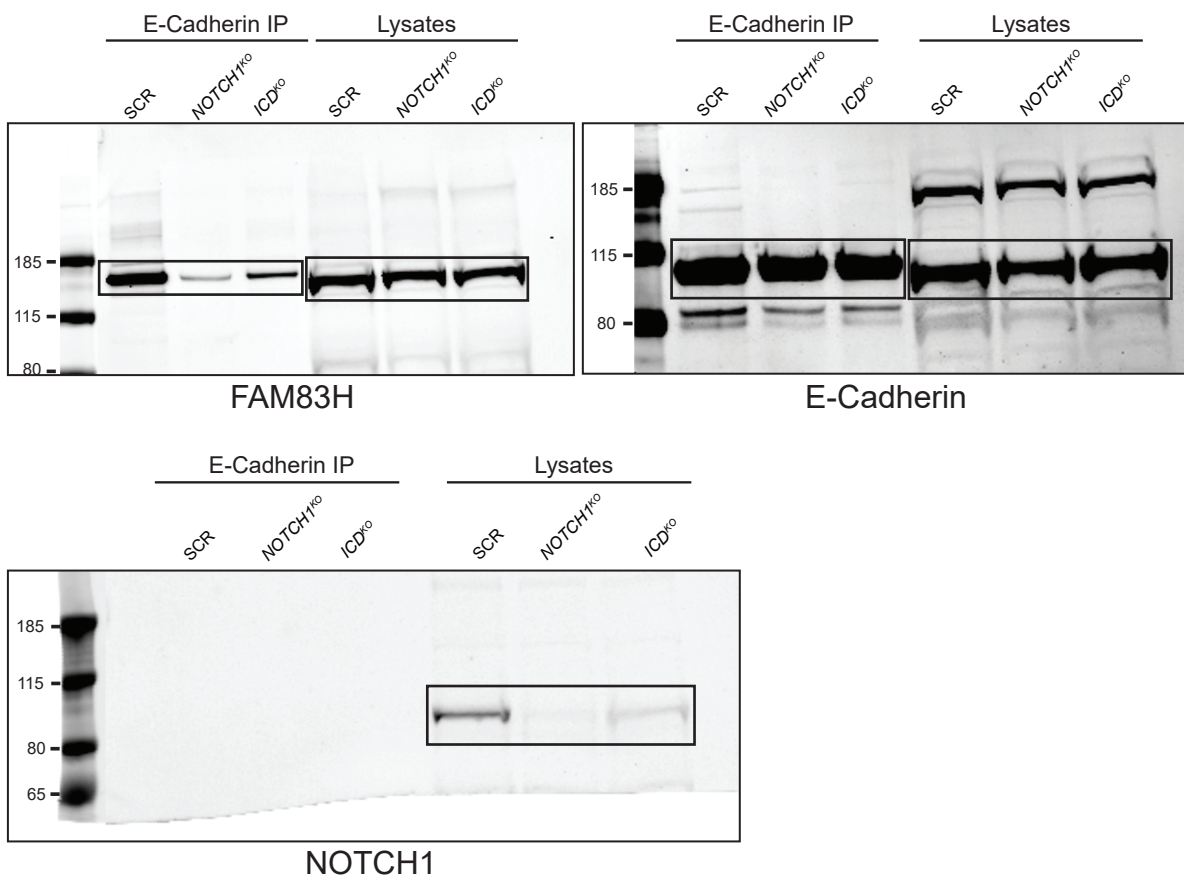 E-Cadherin IP Lysates
SCR NOTCH1ᴷᴼ ICDᴷᴼ SCR NOTCH1ᴷᴼ ICDᴷᴼ
185
115
80
FAM83H
E-Cadherin IP Lysates
SCR NOTCH1ᴷᴼ ICDᴷᴼ SCR NOTCH1ᴷᴼ ICDᴷᴼ
185
115
80
E-Cadherin
E-Cadherin IP Lysates
SCR NOTCH1ᴷᴼ ICDᴷᴼ SCR NOTCH1ᴷᴼ ICDᴷᴼ
185
115
80
65
NOTCH1